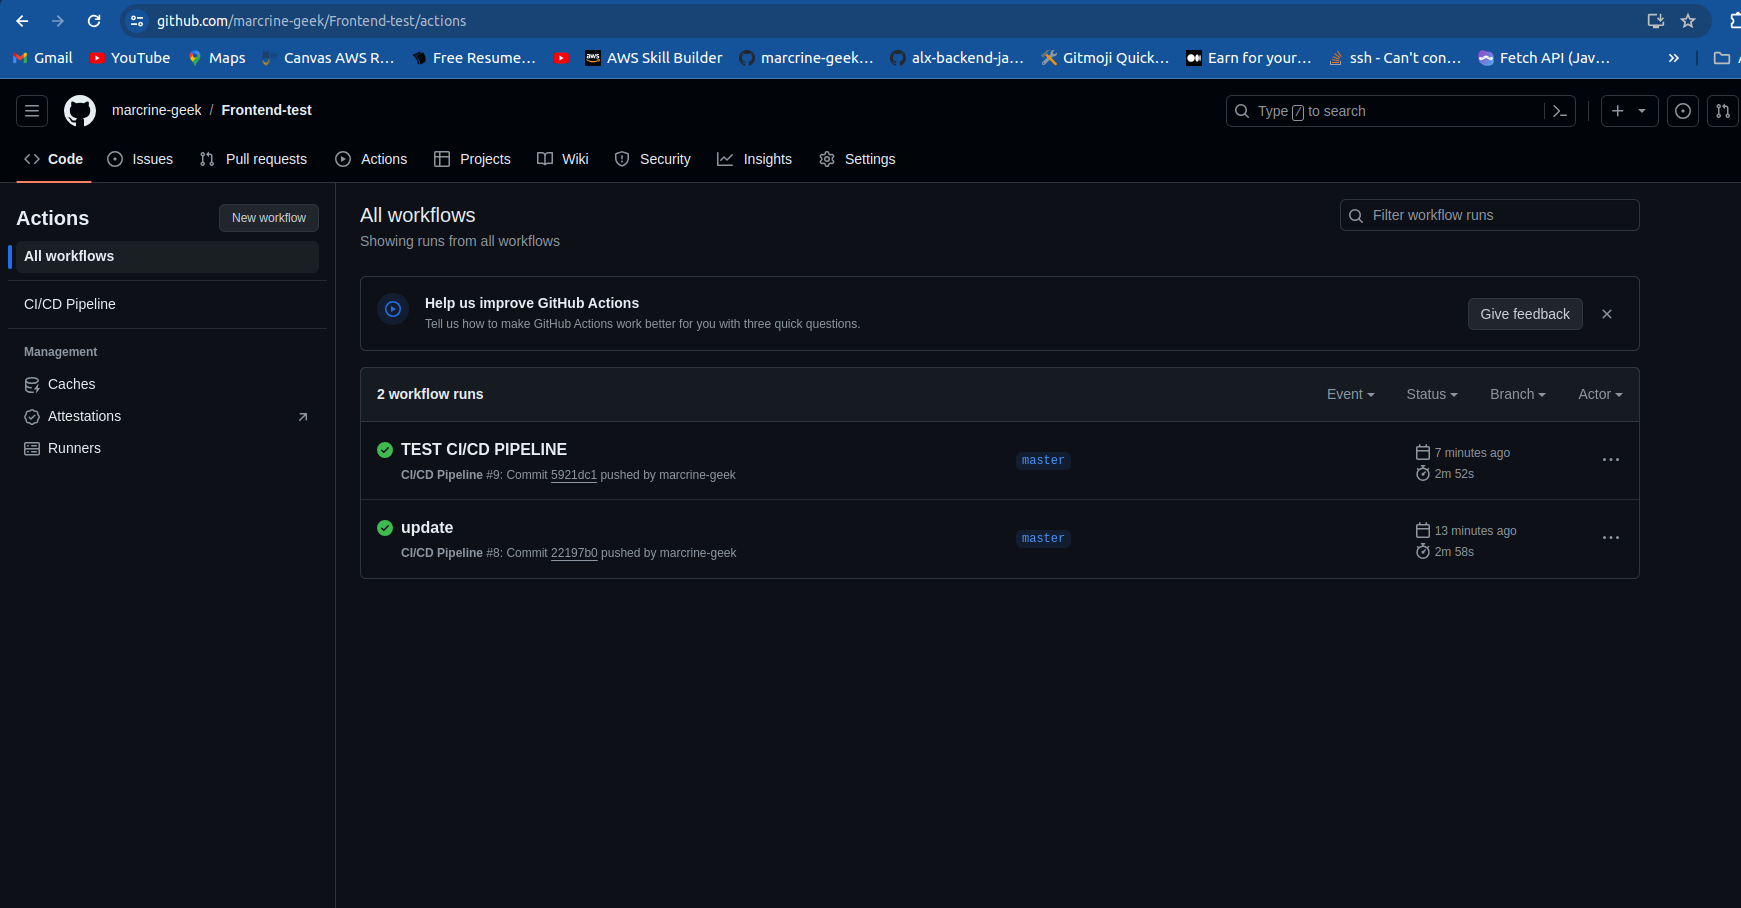 github.com/marcrine-geek/Frontend-test/actions
Gmail YouTube Maps Canvas AWS R... Free Resume... AWS Skill Builder marcrine-geek... alx-backend-ja... Gitmoji Quick... Earn for your... ssh - Can't con... Fetch API (Jav...
marcrine-geek / Frontend-test
Type / to search
Code Issues Pull requests Actions Projects Wiki Security Insights Settings
Actions
New workflow
All workflows
CI/CD Pipeline
Management
Caches
Attestations
Runners
All workflows
Showing runs from all workflows
Filter workflow runs
Help us improve GitHub Actions
Tell us how to make GitHub Actions work better for you with three quick questions.
Give feedback
2 workflow runs
Event Status Branch Actor
TEST CI/CD PIPELINE
CI/CD Pipeline #9: Commit 5921dc1 pushed by marcrine-geek
master
7 minutes ago
2m 52s
update
CI/CD Pipeline #8: Commit 22197b0 pushed by marcrine-geek
master
13 minutes ago
2m 58s